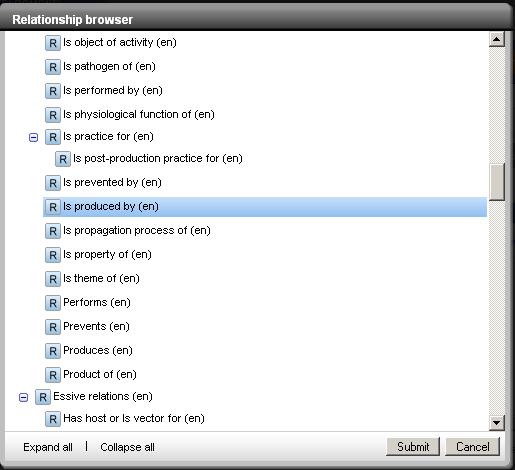 Relationship browser
R Is object of activity (en)
R Is pathogen of (en)
R Is performed by (en)
R Is physiological function of (en)
R Is practice for (en)
R Is post-production practice for (en)
R Is prevented by (en)
R Is produced by (en)
R Is propagation process of (en)
R Is property of (en)
R Is theme of (en)
R Performs (en)
R Prevents (en)
R Produces (en)
R Product of (en)
R Essive relations (en)
R Has host or Is vector for (en)
Expand all | Collapse all Submit Cancel